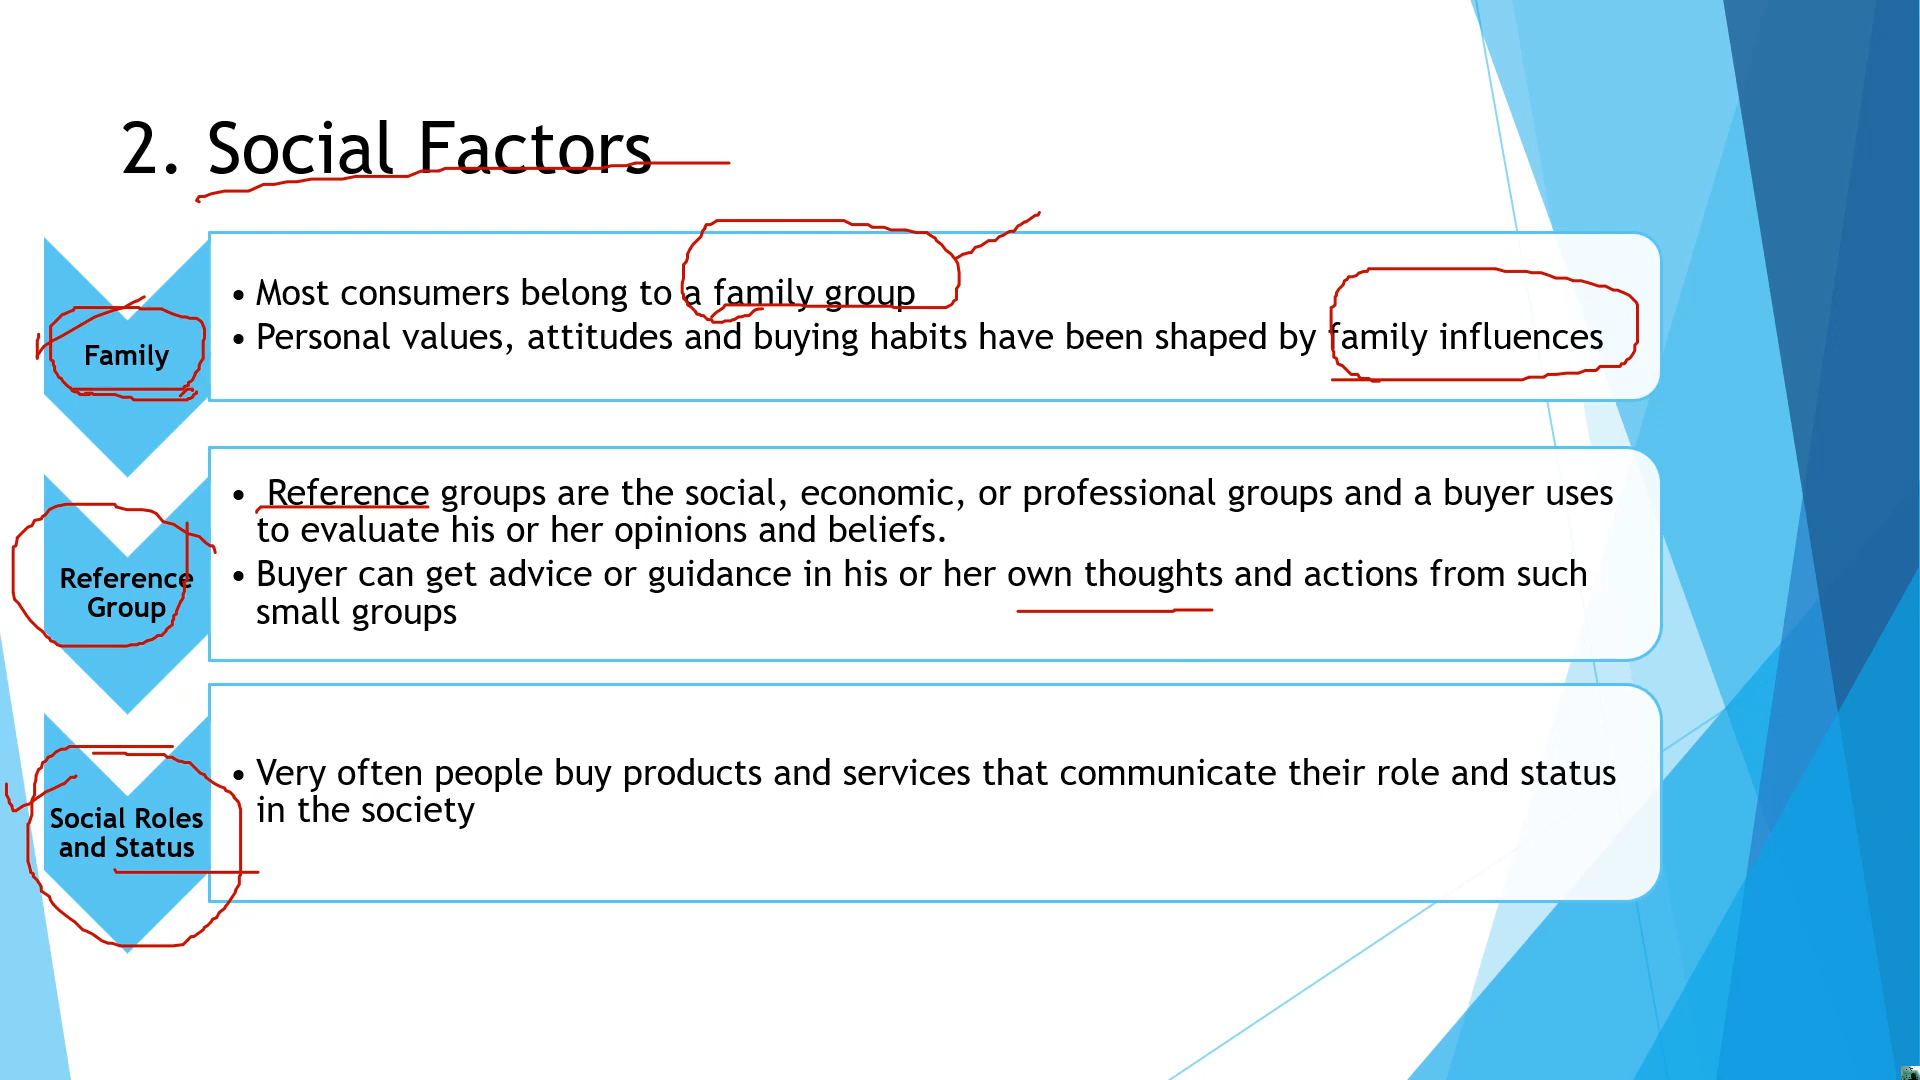 2. Social Factors
Family
• Most consumers belong to a family group
• Personal values, attitudes and buying habits have been shaped by family influences
Reference
Group
• Reference groups are the social, economic, or professional groups and a buyer uses
to evaluate his or her opinions and beliefs.
• Buyer can get advice or guidance in his or her own thoughts and actions from such
small groups
Social Roles
and Status
• Very often people buy products and services that communicate their role and status
in the society